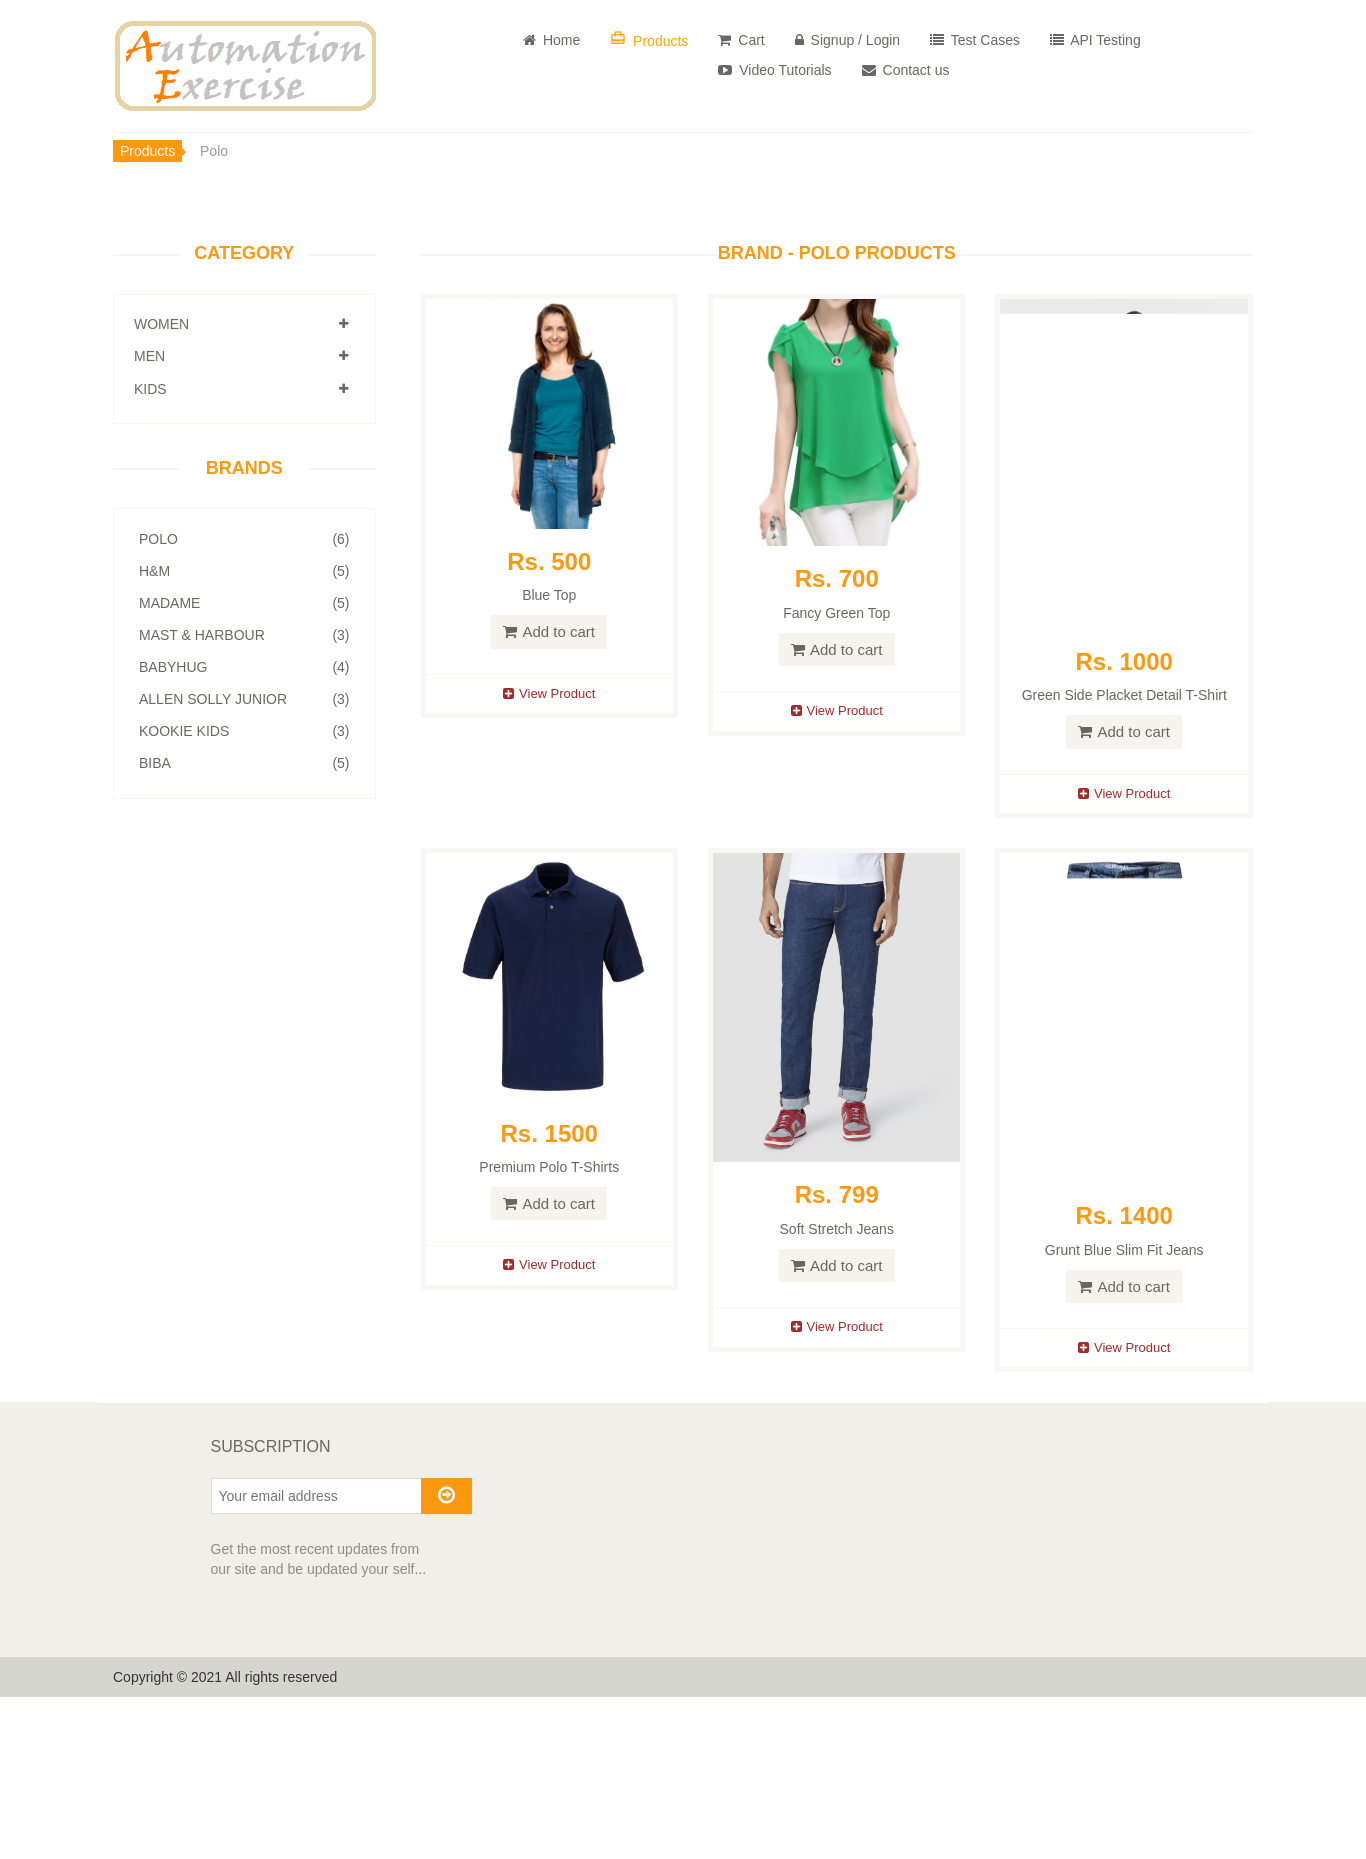 Automation
Exercise
Home
Products
Cart
Signup / Login
Test Cases
API Testing
Video Tutorials
Contact us
Products
Polo
CATEGORY
WOMEN
MEN
KIDS
BRANDS
POLO (6)
H&M (5)
MADAME (5)
MAST & HARBOUR (3)
BABYHUG (4)
ALLEN SOLLY JUNIOR (3)
KOOKIE KIDS (3)
BIBA (5)
BRAND - POLO PRODUCTS
Rs. 500
Blue Top
Add to cart
View Product
Rs. 700
Fancy Green Top
Add to cart
View Product
Rs. 1000
Green Side Placket Detail T-Shirt
Add to cart
View Product
Rs. 1500
Premium Polo T-Shirts
Add to cart
View Product
Rs. 799
Soft Stretch Jeans
Add to cart
View Product
Rs. 1400
Grunt Blue Slim Fit Jeans
Add to cart
View Product
SUBSCRIPTION
Your email address
Get the most recent updates from
our site and be updated your self...
Copyright © 2021 All rights reserved